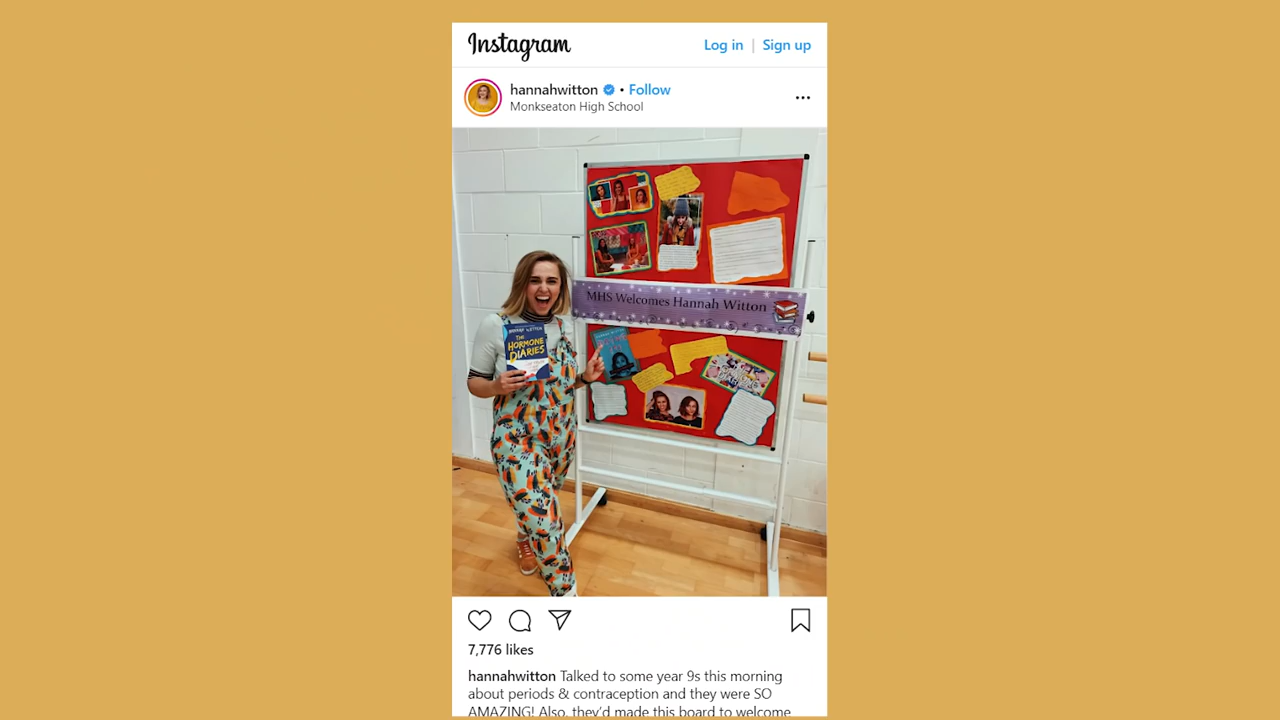 Instagram
Log in | Sign up
hannahwitton • Follow
Monkseaton High School
MHS Welcomes Hannah Witton
HANNAH WITTON
THE
HORMONE
DIARIES
7,776 likes
hannahwitton Talked to some year 9s this morning
about periods & contraception and they were SO
AMAZING! Also, they'd made this board to welcome